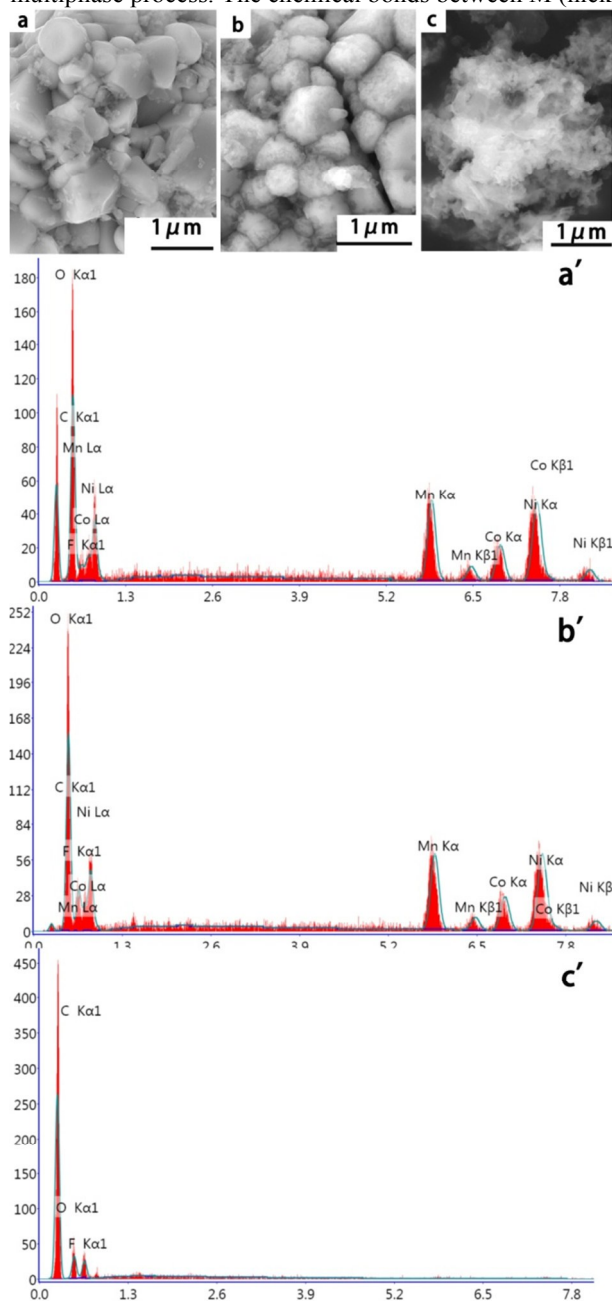 multiphase process. The chemical bonds between M (nick
a b c
1 μm 1 μm 1 μm
a′
O Kα1
180
160
140
120
100
80
60
40
20
0
C Kα1
Mn Lα
Ni Lα
Co Lα
F Kα1
Mn Kα
Mn Kβ1
Co Kα
Co Kβ1
Ni Kα
Ni Kβ1
0.0 1.3 2.6 3.9 5.2 6.5 7.8
b′
252
224
196
168
140
112
84
56
28
0
O Kα1
C Kα1
Ni Lα
F Kα1
Co Lα
Mn Lα
Mn Kα
Mn Kβ1
Co Kα
Ni Kα
Co Kβ1
Ni Kβ
0.0 1.3 2.6 3.9 5.2 6.5 7.8
c′
450
400
350
300
250
200
150
100
50
0
C Kα1
O Kα1
F Kα1
0.0 1.3 2.6 3.9 5.2 6.5 7.8